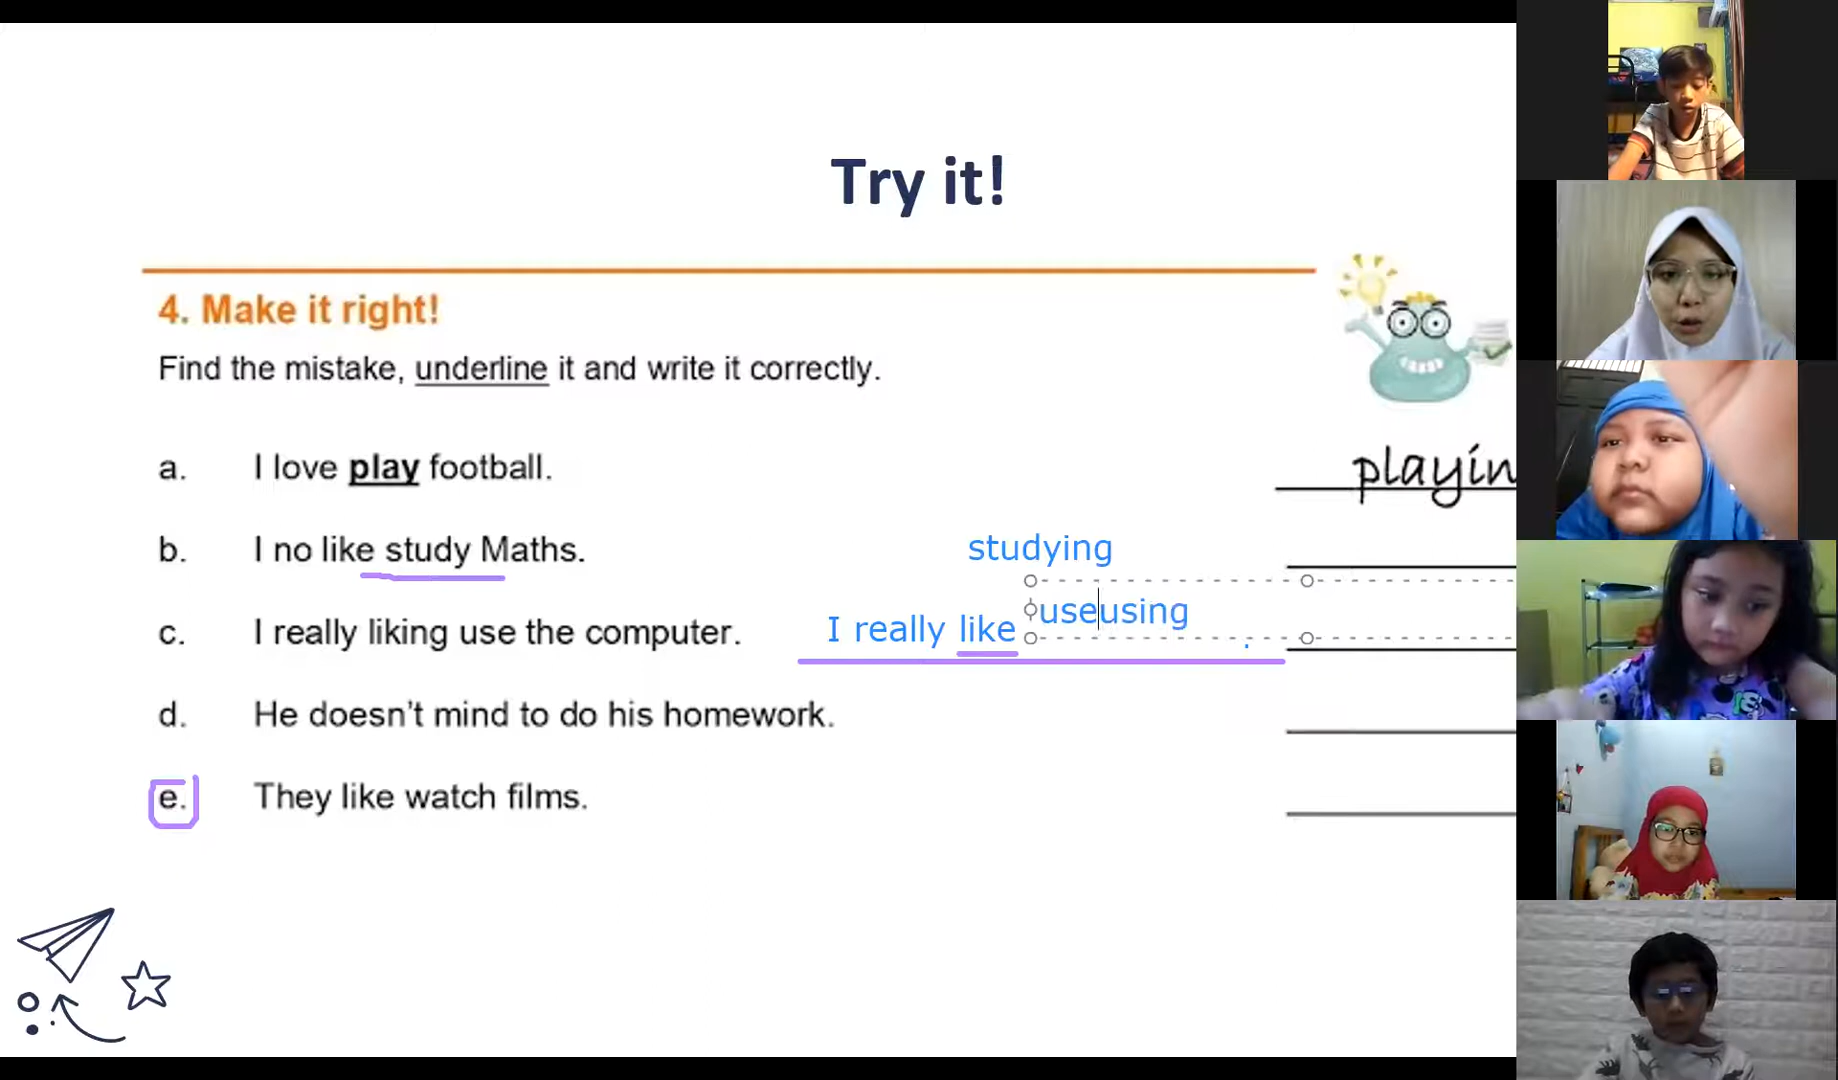 Try it!
4. Make it right!
Find the mistake, underline it and write it correctly.
a. I love play football. playin
b. I no like study Maths. studying
c. I really liking use the computer. I really like useusing .
d. He doesn't mind to do his homework.
e. They like watch films.